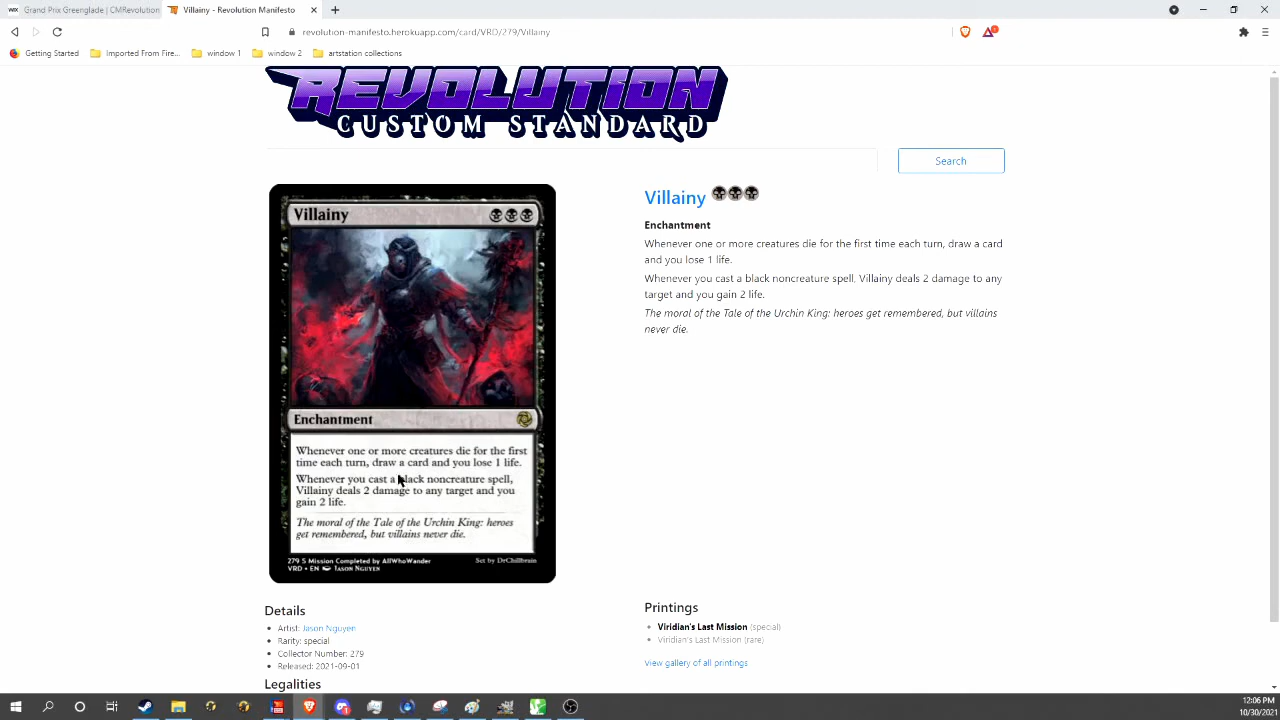 Grand Prix Greenglade | CMRevolution
Villainy - Revolution Manifesto
revolution-manifesto.herokuapp.com/card/VRD/279/Villainy
Getting Started
Imported From Fire...
window 1
window 2
artstation collections
REVOLUTION
CUSTOM STANDARD
Search
Villainy
Enchantment
Whenever one or more creatures die for the first
time each turn, draw a card and you lose 1 life.
Whenever you cast a black noncreature spell,
Villainy deals 2 damage to any target and you
gain 2 life.
The moral of the Tale of the Urchin King: heroes
get remembered, but villains never die.
279 S Mission Completed by AllWhoWander
Set by DrChillbrain
VRD • EN Jason Nguyen
Villainy
Enchantment
Whenever one or more creatures die for the first time each turn, draw a card
and you lose 1 life.
Whenever you cast a black noncreature spell, Villainy deals 2 damage to any
target and you gain 2 life.
The moral of the Tale of the Urchin King: heroes get remembered, but villains
never die.
Details
Artist: Jason Nguyen
Rarity: special
Collector Number: 279
Released: 2021-09-01
Legalities
Printings
Viridian's Last Mission (special)
Viridian's Last Mission (rare)
View gallery of all printings
12:06 PM
10/30/2021